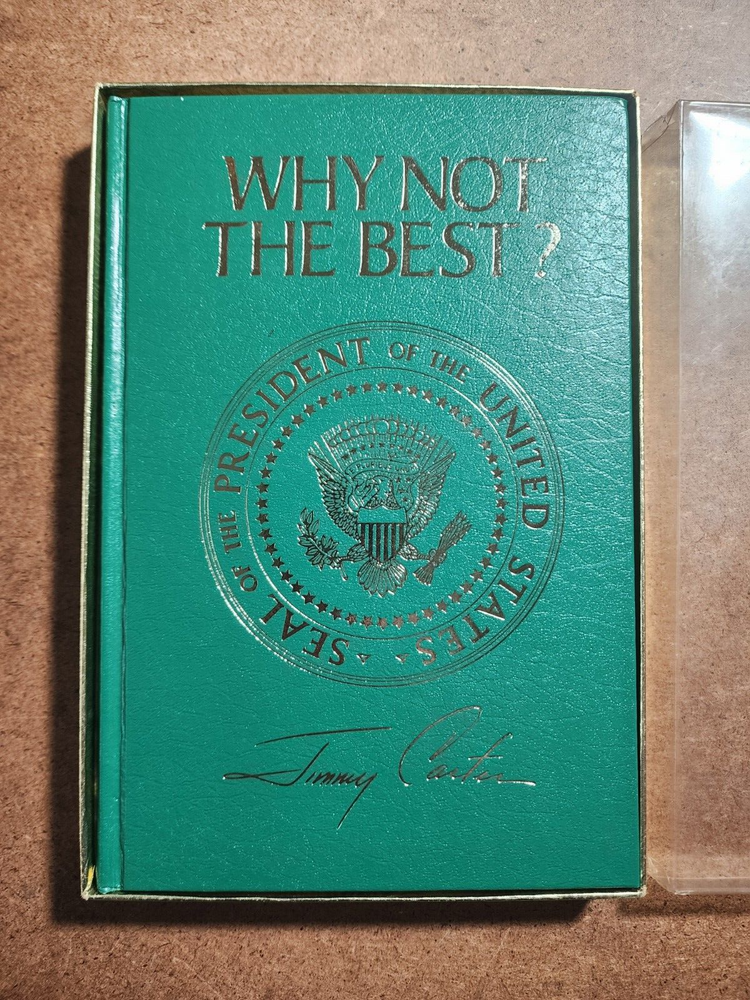 WHY NOT
THE BEST?
SEAL OF THE PRESIDENT OF THE UNITED STATES
Jimmy Carter